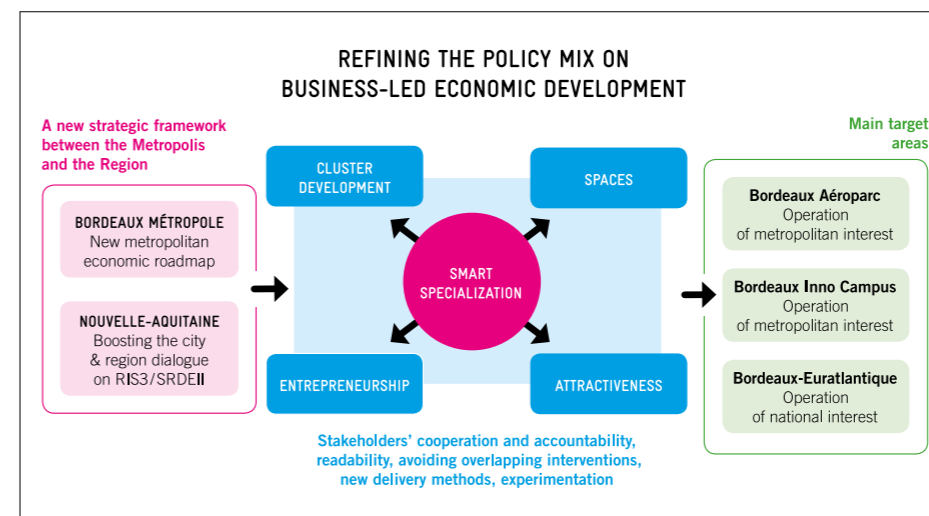 REFINING THE POLICY MIX ON
BUSINESS-LED ECONOMIC DEVELOPMENT
A new strategic framework
between the Metropolis
and the Region
BORDEAUX MÉTROPOLE
New metropolitan
economic roadmap
NOUVELLE-AQUITAINE
Boosting the city
& region dialogue
on RIS3/SRDEII
CLUSTER
DEVELOPMENT
SPACES
SMART
SPECIALIZATION
ENTREPRENEURSHIP
ATTRACTIVENESS
Stakeholders' cooperation and accountability,
readability, avoiding overlapping interventions,
new delivery methods, experimentation
Main target
areas
Bordeaux Aéroparc
Operation
of metropolitan interest
Bordeaux Inno Campus
Operation
of metropolitan interest
Bordeaux-Euratlantique
Operation
of national interest